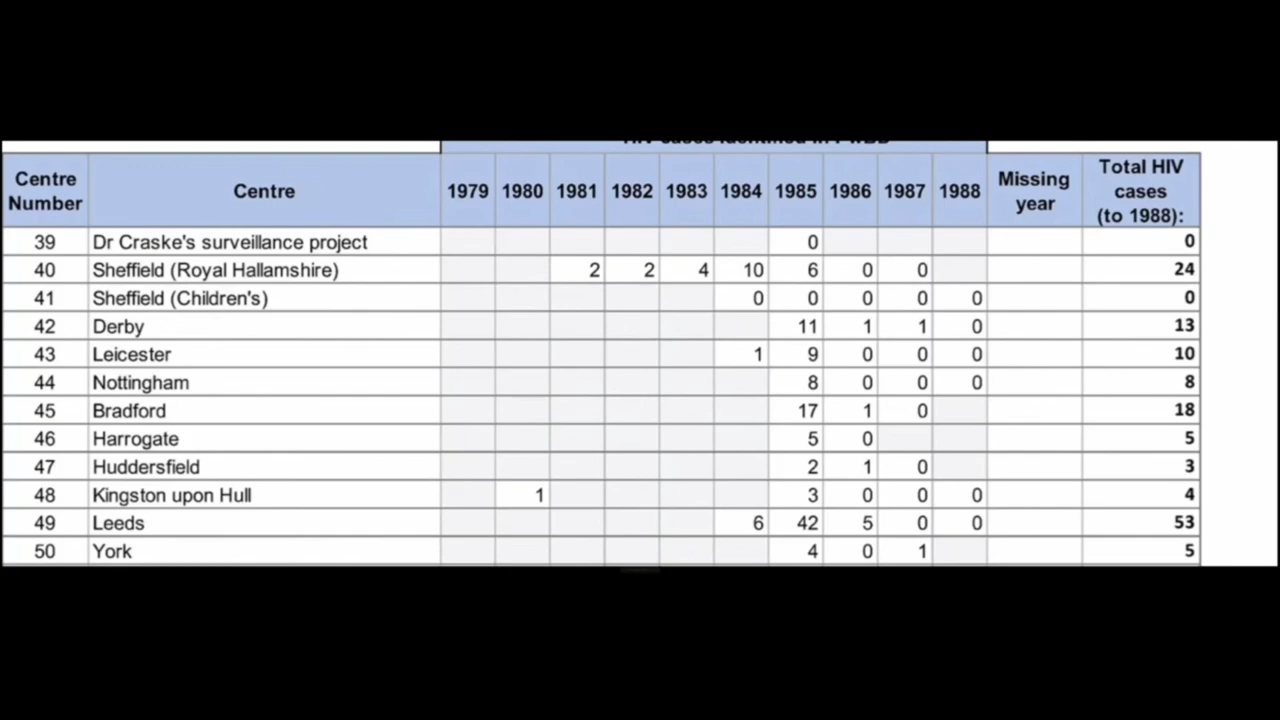 HIV cases identified in PwBD
Centre Number Centre 1979 1980 1981 1982 1983 1984 1985 1986 1987 1988 Missing year Total HIV cases (to 1988):
39 Dr Craske's surveillance project 0 0
40 Sheffield (Royal Hallamshire) 2 2 4 10 6 0 0 24
41 Sheffield (Children's) 0 0 0 0 0 0
42 Derby 11 1 1 0 13
43 Leicester 1 9 0 0 0 10
44 Nottingham 8 0 0 0 8
45 Bradford 17 1 0 18
46 Harrogate 5 0 5
47 Huddersfield 2 1 0 3
48 Kingston upon Hull 1 3 0 0 0 4
49 Leeds 6 42 5 0 0 53
50 York 4 0 1 5